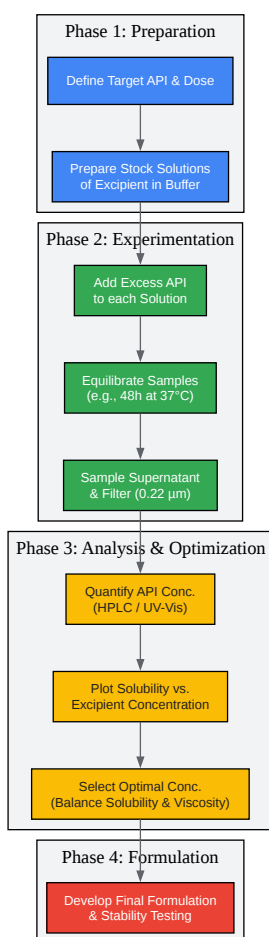 Phase 1: Preparation
Define Target API & Dose
Prepare Stock Solutions
of Excipient in Buffer
Phase 2: Experimentation
Add Excess API
to each Solution
Equilibrate Samples
(e.g., 48h at 37°C)
Sample Supernatant
& Filter (0.22 µm)
Phase 3: Analysis & Optimization
Quantify API Conc.
(HPLC / UV-Vis)
Plot Solubility vs.
Excipient Concentration
Select Optimal Conc.
(Balance Solubility & Viscosity)
Phase 4: Formulation
Develop Final Formulation
& Stability Testing